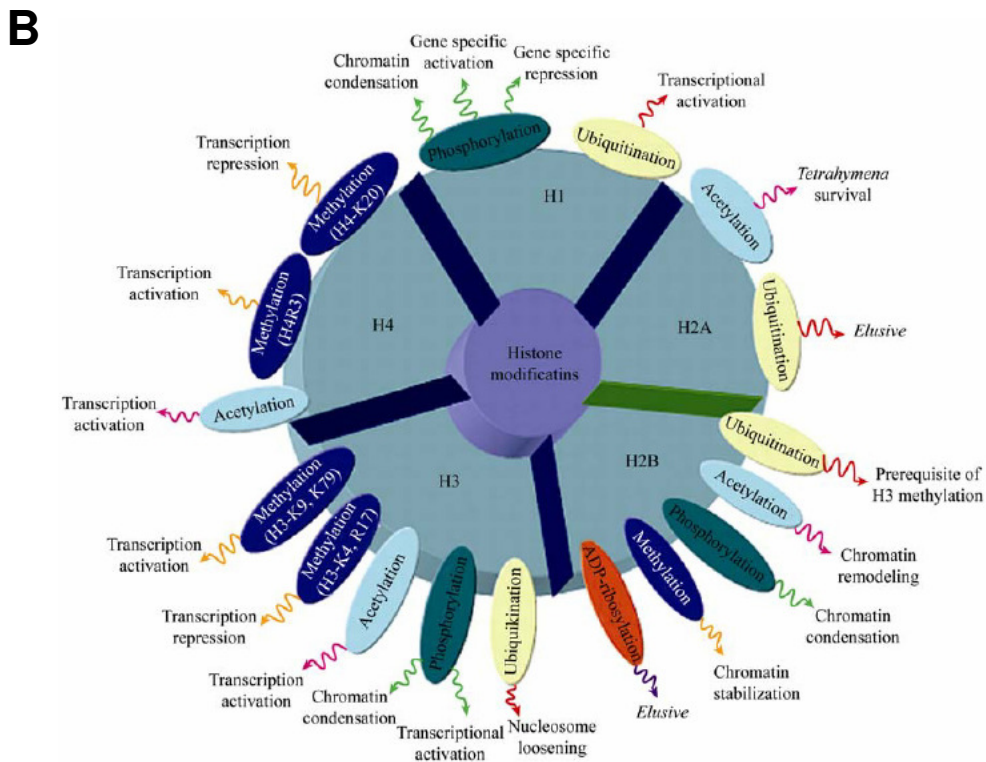 B
Gene specific
activation
Gene specific
repression
Chromatin
condensation
Transcriptional
activation
Transcription
repression
Phosphorylation
Ubiquitination
Tetrahymena
survival
Methylation
(H4-K20)
H1
Acetylation
Transcription
activation
Methylation
(H4R3)
H4
H2A
Ubiquitination
Elusive
Histone
modificatins
Transcription
activation
Acetylation
Ubiquitination
Prerequisite of
H3 methylation
H3
H2B
Methylation
(H3-K9, K79)
Acetylation
Transcription
activation
Methylation
(H3-K4, R17)
Phosphorylation
Chromatin
remodeling
Transcription
repression
Acetylation
Phosphorylation
Ubiquikination
ADP-ribosylation
Methylation
Chromatin
condensation
Transcription
activation
Chromatin
condensation
Transcriptional
activation
Nucleosome
loosening
Elusive
Chromatin
stabilization